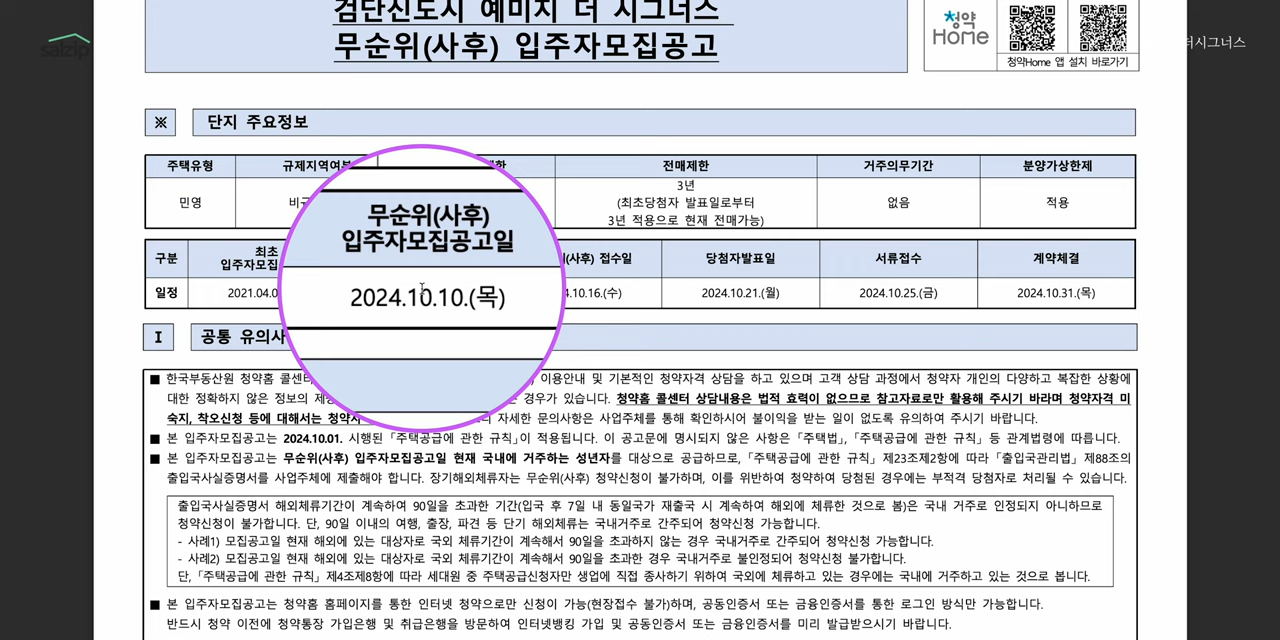 검단신도시 예미지 더 시그너스
무순위(사후) 입주자모집공고
청약
Home
청약Home 앱 설치 바로가기
salzip
더시그너스
※ 단지 주요정보
주택유형 규제지역여부 전매제한 거주의무기간 분양가상한제
민영 3년 없음 적용
(최초당첨자 발표일로부터
3년 적용으로 현재 전매가능)
구분 최초 당첨자발표일 서류접수 계약체결
입주자모집
(사후) 접수일
무순위(사후)
입주자모집공고일
일정 2021.04.0 2024.10.10.(목) 10.16.(수) 2024.10.21.(월) 2024.10.25.(금) 2024.10.31.(목)
I 공통 유의사
■ 한국부동산원 청약홈 콜센터 이용안내 및 기본적인 청약자격 상담을 하고 있으며 고객 상담 과정에서 청약자 개인의 다양하고 복잡한 상황에
대한 정확하지 않은 정보의 경우가 있습니다. 청약홈 콜센터 상담내용은 법적 효력이 없으므로 참고자료로만 활용해 주시기 바라며 청약자격 미
숙지, 착오신청 등에 대해서는 자세한 문의사항은 사업주체를 통해 확인하시어 불이익을 받는 일이 없도록 유의하여 주시기 바랍니다.
■ 본 입주자모집공고는 2024.10.01. 시행된 「주택공급에 관한 규칙」이 적용됩니다. 이 공고문에 명시되지 않은 사항은 「주택법」, 「주택공급에 관한 규칙」 등 관계법령에 따릅니다.
■ 본 입주자모집공고는 무순위(사후) 입주자모집공고일 현재 국내에 거주하는 성년자를 대상으로 공급하므로, 「주택공급에 관한 규칙」 제23조제2항에 따라 「출입국관리법」 제88조의
출입국사실증명서를 사업주체에 제출해야 합니다. 장기해외체류자는 무순위(사후) 청약신청이 불가하며, 이를 위반하여 청약하여 당첨된 경우에는 부적격 당첨자로 처리될 수 있습니다.
출입국사실증명서 해외체류기간이 계속하여 90일을 초과한 기간(입국 후 7일 내 동일국가 재출국 시 계속하여 해외에 체류한 것으로 봄)은 국내 거주로 인정되지 아니하므로
청약신청이 불가합니다. 단, 90일 이내의 여행, 출장, 파견 등 단기 해외체류는 국내거주로 간주되어 청약신청 가능합니다.
- 사례1) 모집공고일 현재 해외에 있는 대상자로 국외 체류기간이 계속해서 90일을 초과하지 않는 경우 국내거주로 간주되어 청약신청 가능합니다.
- 사례2) 모집공고일 현재 해외에 있는 대상자로 국외 체류기간이 계속해서 90일을 초과한 경우 국내거주로 불인정되어 청약신청 불가합니다.
단, 「주택공급에 관한 규칙」 제4조제8항에 따라 세대원 중 주택공급신청자만 생업에 직접 종사하기 위하여 국외에 체류하고 있는 경우에는 국내에 거주하고 있는 것으로 봅니다.
■ 본 입주자모집공고는 청약홈 홈페이지를 통한 인터넷 청약으로만 신청이 가능(현장접수 불가)하며, 공동인증서 또는 금융인증서를 통한 로그인 방식만 가능합니다.
반드시 청약 이전에 청약통장 가입은행 및 취급은행을 방문하여 인터넷뱅킹 가입 및 공동인증서 또는 금융인증서를 미리 발급받으시기 바랍니다.